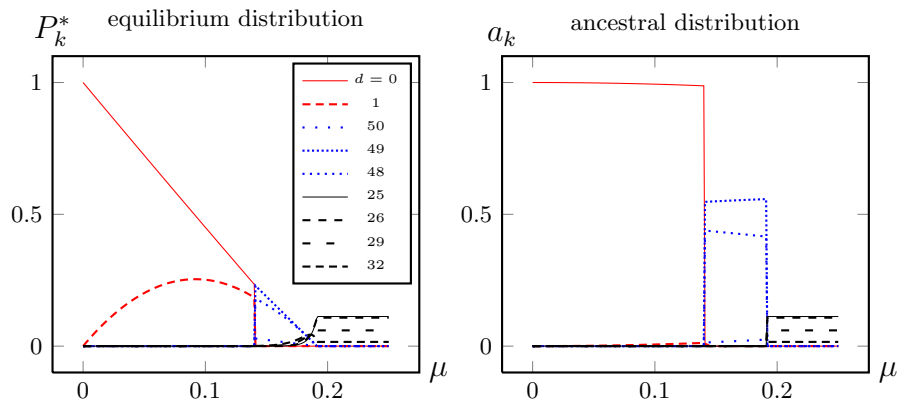 equilibrium distribution
P*k
1
0.5
0
0
0.1
0.2
μ
d = 0
1
50
49
48
25
26
29
32
ancestral distribution
ak
1
0.5
0
0
0.1
0.2
μ